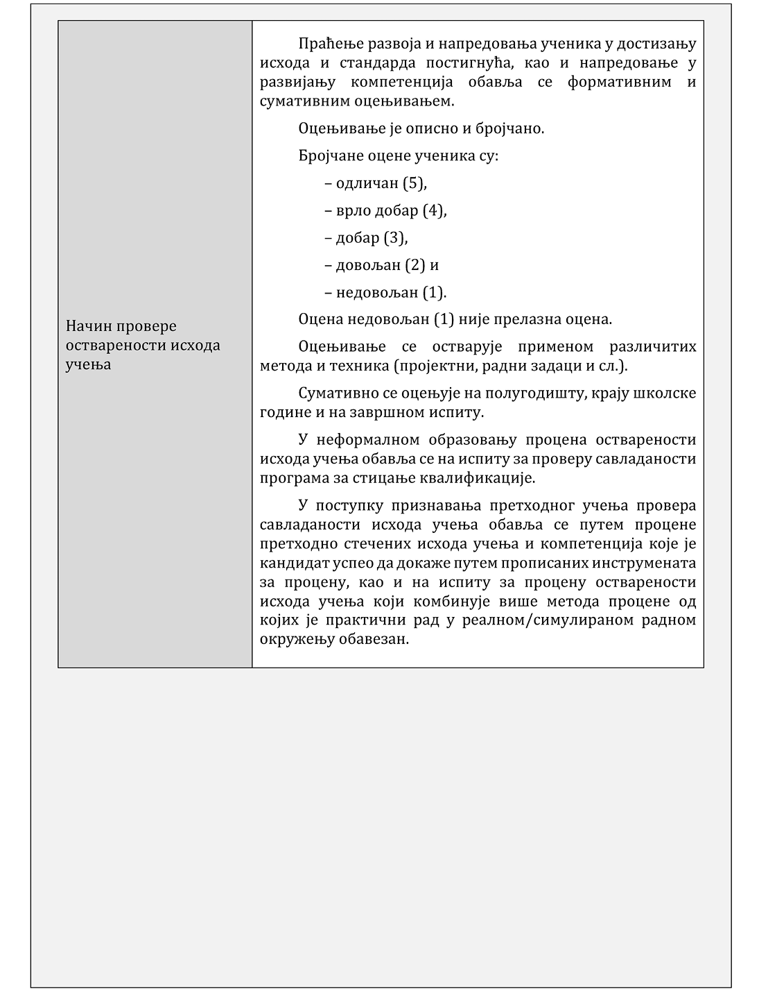 Начин провере
остварености исхода
учења
Праћење развоја и напредовања ученика у достизању
исхода и стандарда постигнућа, као и напредовање у
развијању компетенција обавља се формативним и
сумативним оцењивањем.
Оцењивање је описно и бројчано.
Бројчане оцене ученика су:
– одличан (5),
– врло добар (4),
– добар (3),
– довољан (2) и
– недовољан (1).
Оцена недовољан (1) није прелазна оцена.
Оцењивање се остварује применом различитих
метода и техника (пројектни, радни задаци и сл.).
Сумативно се оцењује на полугодишту, крају школске
године и на завршном испиту.
У неформалном образовању процена остварености
исхода учења обавља се на испиту за проверу савладаности
програма за стицање квалификације.
У поступку признавања претходног учења провера
савладаности исхода учења обавља се путем процене
претходно стечених исхода учења и компетенција које је
кандидат успео да докаже путем прописаних инструмената
за процену, као и на испиту за процену остварености
исхода учења који комбинује више метода процене од
којих је практични рад у реалном/симулираном радном
окружењу обавезан.